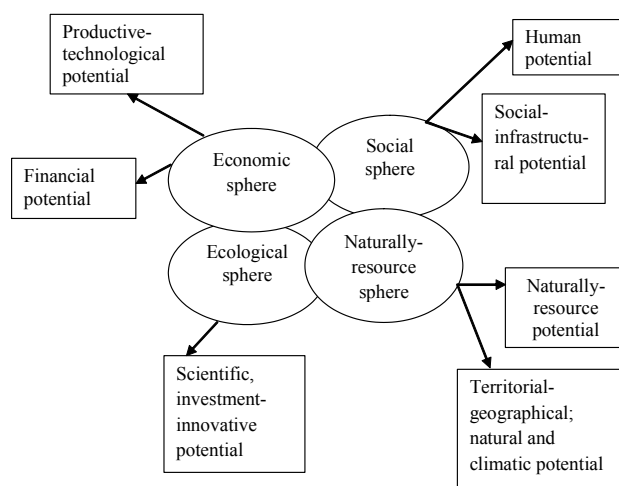 Productive-
technological
potential
Human
potential
Social-
infrastructu-
ral potential
Economic
sphere
Social
sphere
Financial
potential
Ecological
sphere
Naturally-
resource
sphere
Naturally-
resource
potential
Scientific,
investment-
innovative
potential
Territorial-
geographical;
natural and
climatic potential